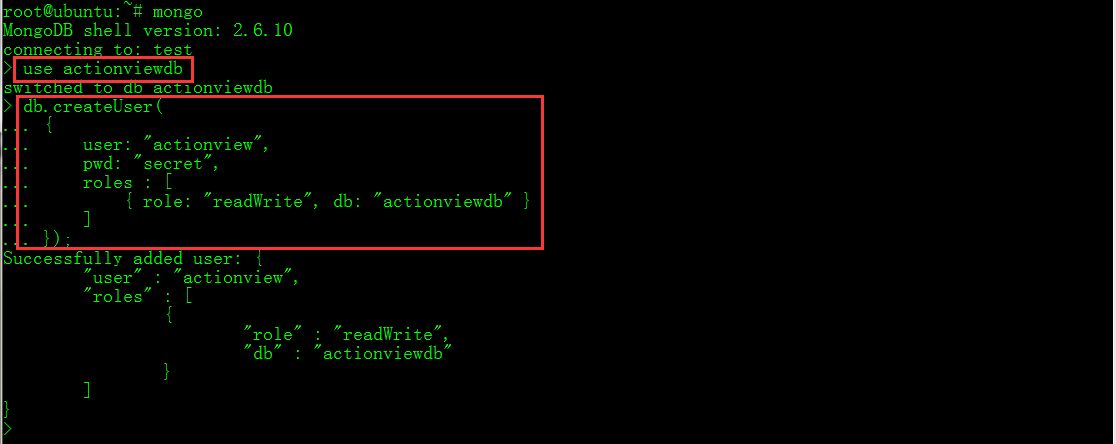 root@ubuntu:~# mongo
MongoDB shell version: 2.6.10
connecting to: test
> use actionviewdb
switched to db actionviewdb
> db.createUser(
... {
...     user: "actionview",
...     pwd: "secret",
...     roles : [
...         { role: "readWrite", db: "actionviewdb" }
...     ]
... });
Successfully added user: {
        "user" : "actionview",
        "roles" : [
                {
                        "role" : "readWrite",
                        "db" : "actionviewdb"
                }
        ]
}
>